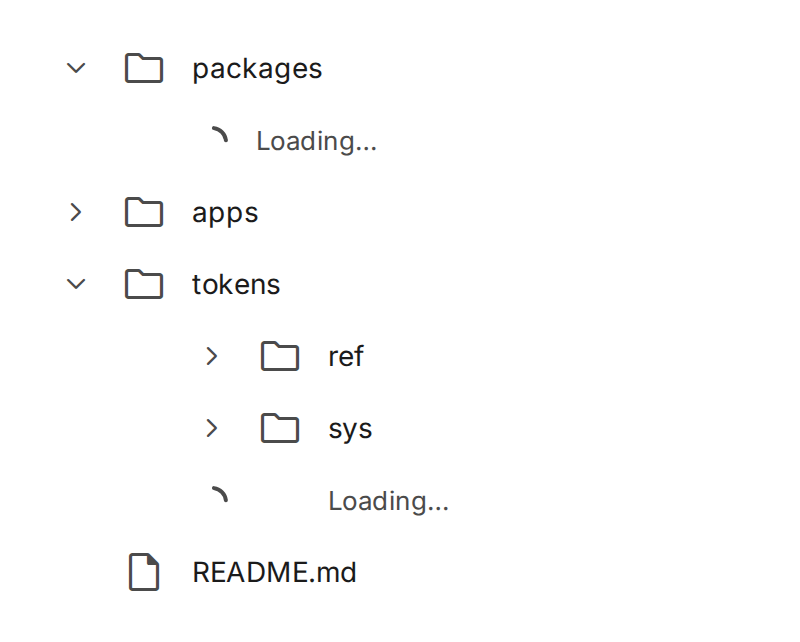 packages
Loading...
apps
tokens
ref
sys
Loading...
README.md